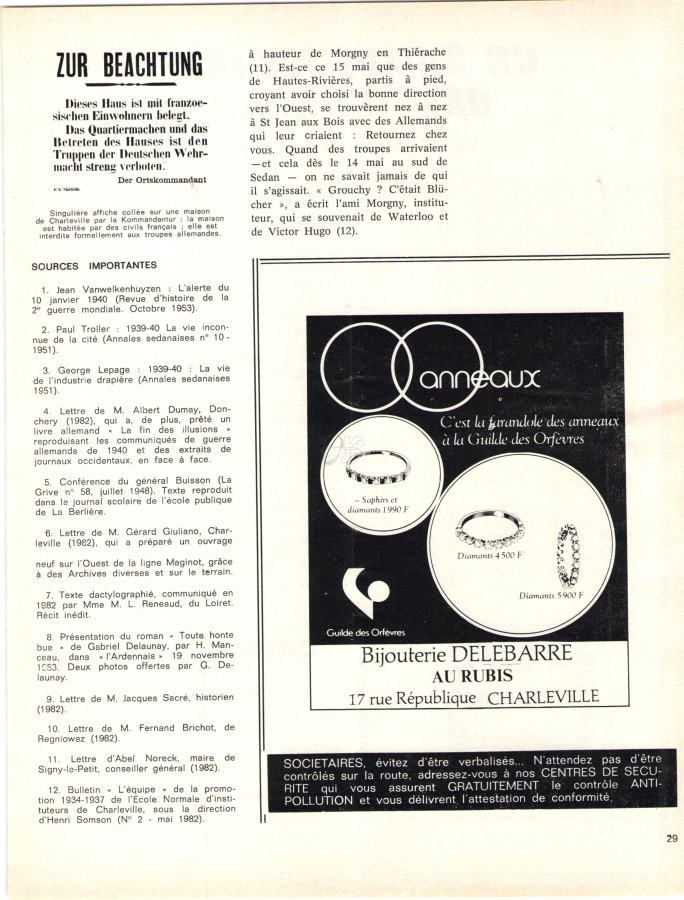 ZUR BEACHTUNG
Dieses Haus ist mit franzoe-
sischen Einwohnern belegt.
Das Quartiermachen und das
Betreten des Hauses ist den
Truppen der Deutschen Wehr-
macht streng verboten.
Der Ortskommandant
Singulière affiche collée sur une maison
de Charleville par la Kommandantur : la maison
est habitée par des civils français ; elle est
interdite formellement aux troupes allemandes.
à hauteur de Morgny en Thiérache
(11). Est-ce ce 15 mai que des gens
de Hautes-Rivières, partis à pied,
croyant avoir choisi la bonne direction
vers l'Ouest, se trouvèrent nez à nez
à St Jean aux Bois avec des Allemands
qui leur criaient : Retournez chez
vous. Quand des troupes arrivaient
—et cela dès le 14 mai au sud de
Sedan — on ne savait jamais de qui
il s'agissait. « Grouchy ? C'était Blü-
cher », a écrit l'ami Morgny, institu-
teur, qui se souvenait de Waterloo et
de Victor Hugo (12).
SOURCES IMPORTANTES
1. Jean Vanwelkenhuyzen : L'alerte du
10 janvier 1940 (Revue d'histoire de la
2e guerre mondiale. Octobre 1953).
2. Paul Troller : 1939-40 La vie incon-
nue de la cité (Annales sedanaises n° 10 -
1951).
3. George Lepage : 1939-40 : La vie
de l'industrie drapière (Annales sedanaises
1951).
4. Lettre de M. Albert Dumay, Don-
chery (1982), qui a, de plus, prêté un
livre allemand « La fin des illusions »
reproduisant les communiqués de guerre
allemands de 1940 et des extraits de
journaux occidentaux, en face à face.
5. Conférence du général Buisson (La
Grive n° 58, juillet 1948). Texte reproduit
dans le journal scolaire de l'école publique
de La Berlière.
6. Lettre de M. Gérard Giuliano, Char-
leville (1982), qui a préparé un ouvrage
neuf sur l'Ouest de la ligne Maginot, grâce
à des Archives diverses et sur le terrain.
7. Texte dactylographié, communiqué en
1982 par Mme M. L. Reneaud, du Loiret.
Récit inédit.
8. Présentation du roman « Toute honte
bue » de Gabriel Delaunay, par H. Man-
ceau, dans « l'Ardennais » 19 novembre
1953. Deux photos offertes par G. De-
launay.
9. Lettre de M. Jacques Sacré, historien
(1982).
10. Lettre de M. Fernand Brichot, de
Regniowez (1982).
11. Lettre d'Abel Noreck, maire de
Signy-le-Petit, conseiller général (1982).
12. Bulletin « L'équipe » de la promo-
tion 1934-1937 de l'Ecole Normale d'insti-
tuteurs de Charleville, sous la direction
d'Henri Somson (N° 2 - mai 1982).
anneaux
C'est la farandole des anneaux
à la Guilde des Orfèvres
– Saphirs et
diamants 1990 F
Diamants 4500 F
Diamants 5900 F
Guilde des Orfèvres
Bijouterie DELEBARRE
AU RUBIS
17 rue République CHARLEVILLE
SOCIETAIRES, évitez d'être verbalisés... N'attendez pas d'être
contrôlés sur la route, adressez-vous à nos CENTRES DE SECU-
RITE qui vous assurent GRATUITEMENT le contrôle ANTI-
POLLUTION et vous délivrent l'attestation de conformité.
29